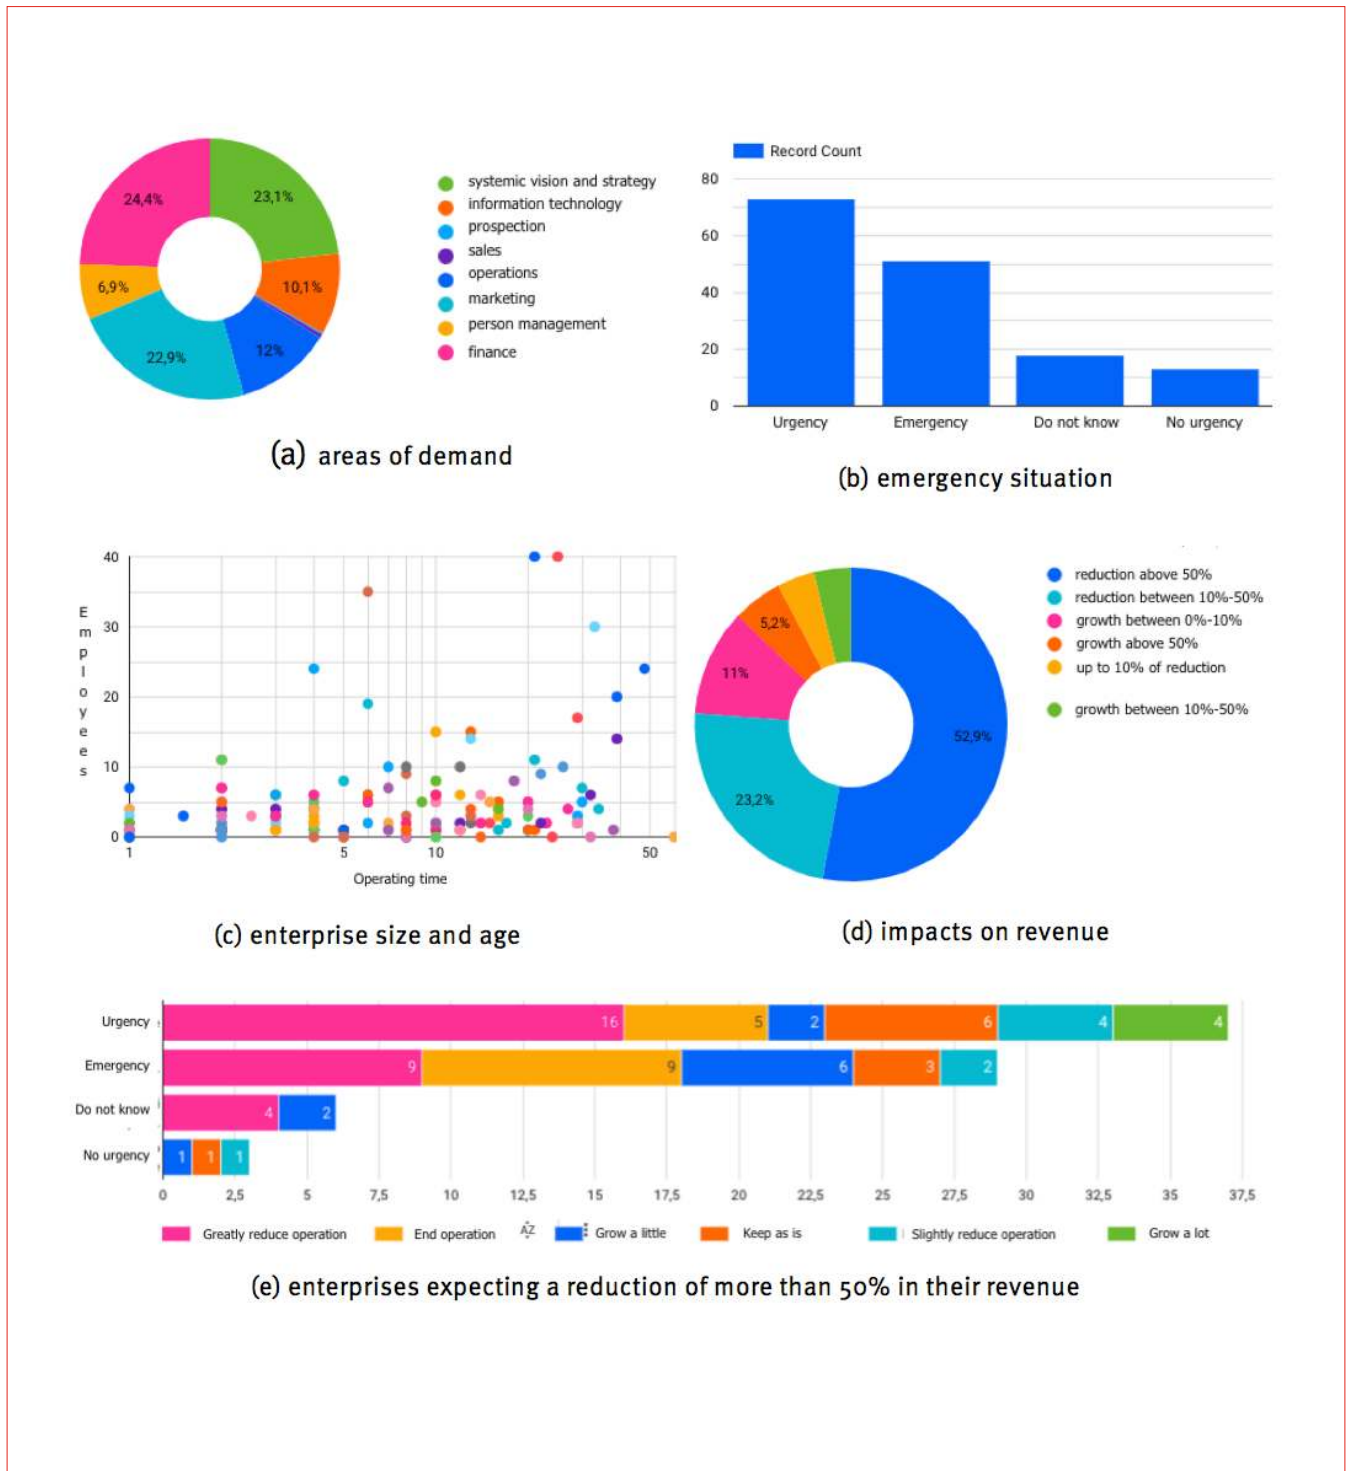 24,4%
23,1%
6,9%
10,1%
22,9%
12%
systemic vision and strategy
information technology
prospection
sales
operations
marketing
person management
finance
(a) areas of demand
Record Count
80
60
40
20
0
Urgency Emergency Do not know No urgency
(b) emergency situation
Employees
40
30
20
10
0
1 5 10 50
Operating time
(c) enterprise size and age
5,2%
11%
52,9%
23,2%
reduction above 50%
reduction between 10%-50%
growth between 0%-10%
growth above 50%
up to 10% of reduction
growth between 10%-50%
(d) impacts on revenue
Urgency 16 5 2 6 4 4
Emergency 9 9 6 3 2
Do not know 4 2
No urgency 1 1 1
0 2,5 5 7,5 10 12,5 15 17,5 20 22,5 25 27,5 30 32,5 35 37,5
Greatly reduce operation End operation AZ Grow a little Keep as is Slightly reduce operation Grow a lot
(e) enterprises expecting a reduction of more than 50% in their revenue